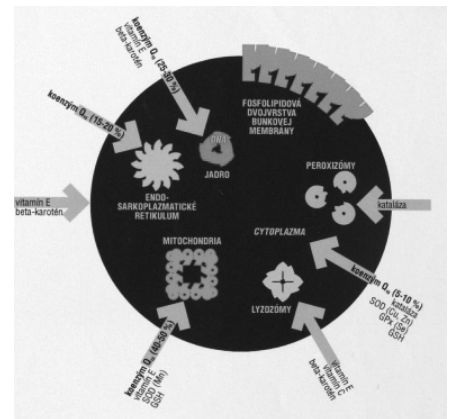 koenzým Q₁₀ (25-30 %)
vitamín E
beta-karotén
koenzým Q₁₀ (15-20 %)
FOSFOLIPIDOVÁ
DVOJVRSTVA
BUNKOVEJ
MEMBRÁNY
DNA
JADRO
PEROXIZÓMY
ENDO-
SARKOPLAZMATICKÉ
RETIKULUM
vitamín E
beta-karotén
kataláza
CYTOPLAZMA
MITOCHONDRIA
LYZOZÓMY
koenzým Q₁₀ (5-10 %)
kataláza
SOD (Cu, Zn)
GPx (Se)
GSH
koenzým Q₁₀ (40-50 %)
vitamín E
SOD (Mn)
GSH
vitamín E
vitamín C
beta-karotén